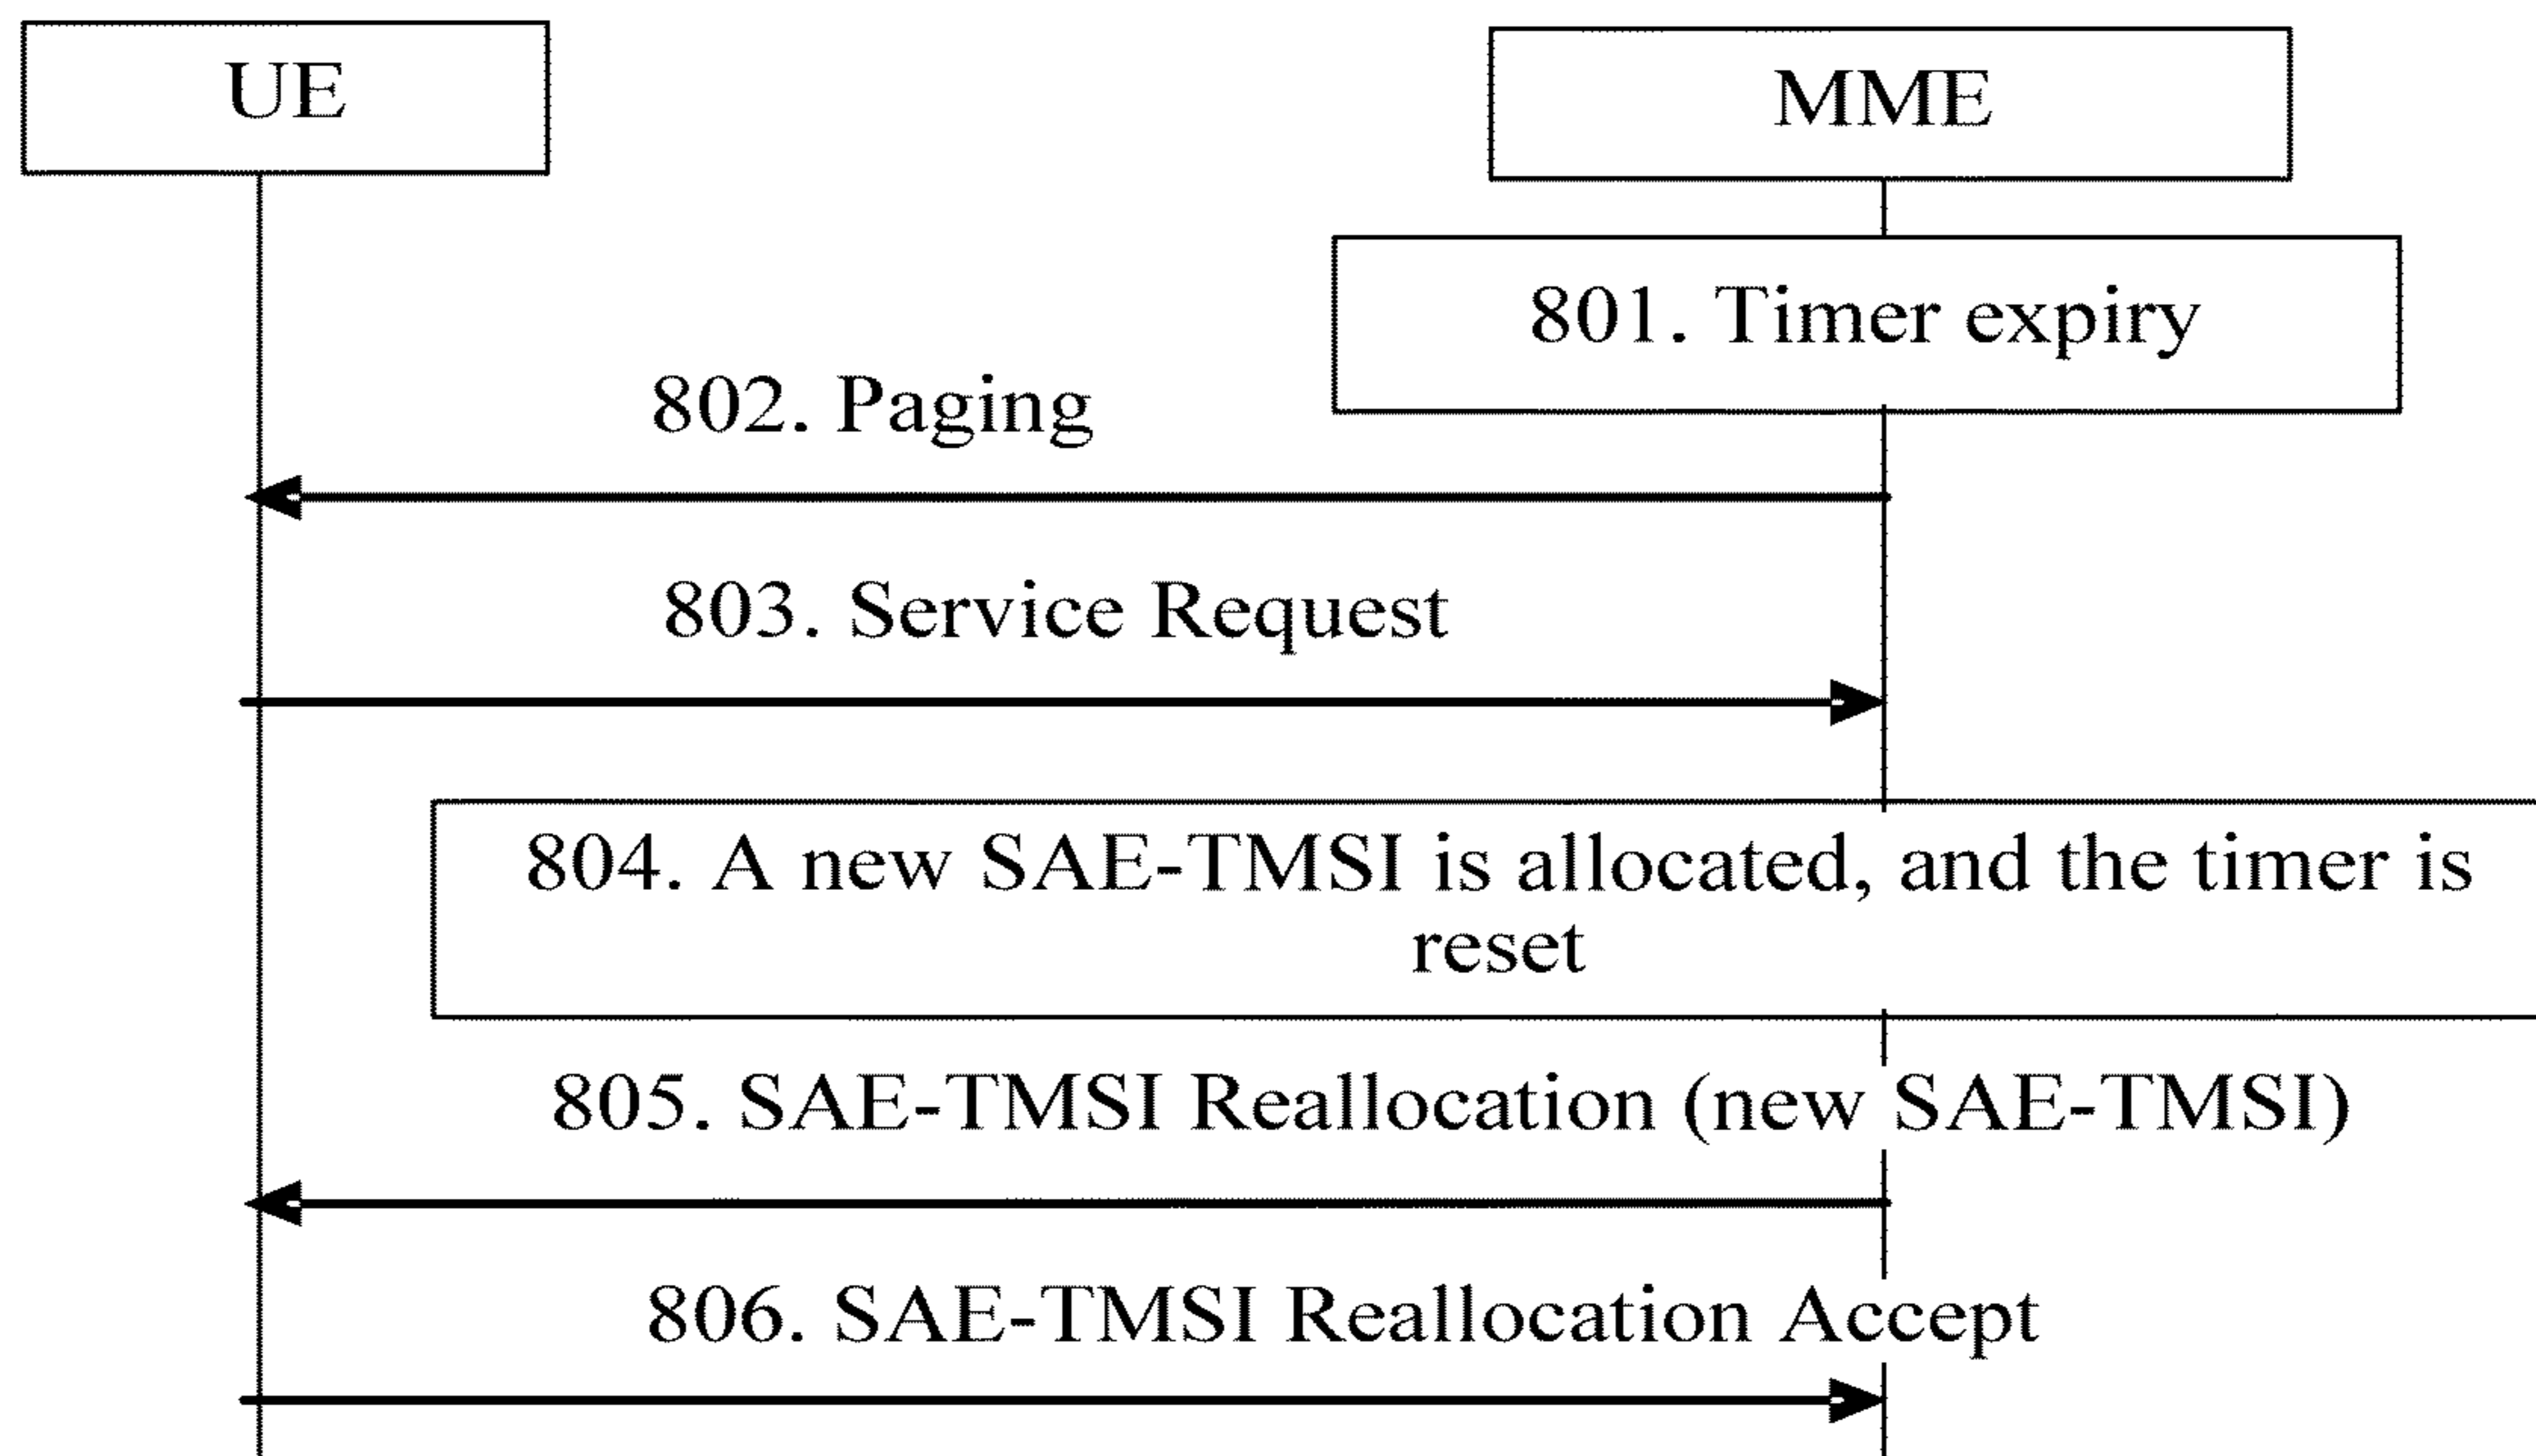 UE
MME
801. Timer expiry
802. Paging
803. Service Request
804. A new SAE-TMSI is allocated, and the timer is
reset
805. SAE-TMSI Reallocation (new SAE-TMSI)
806. SAE-TMSI Reallocation Accept